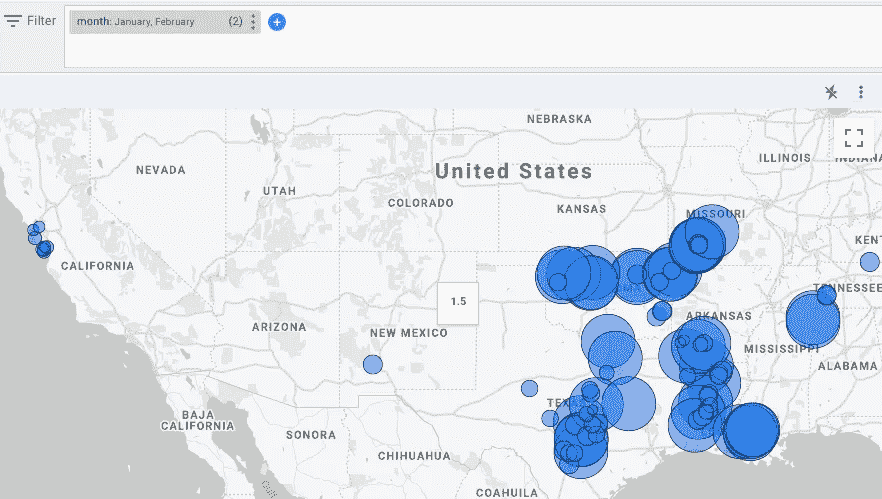 Filter
month: January, February (2)
NEBRASKA
ILLINOIS
INDIANA
United States
NEVADA
UTAH
COLORADO
KANSAS
MISSOURI
KENT
CALIFORNIA
TENNESSEE
1.5
ARIZONA
NEW MEXICO
ARKANSAS
MISSISSIPPI
ALABAMA
TEXAS
BAJA
CALIFORNIA
SONORA
CHIHUAHUA
COAHUILA